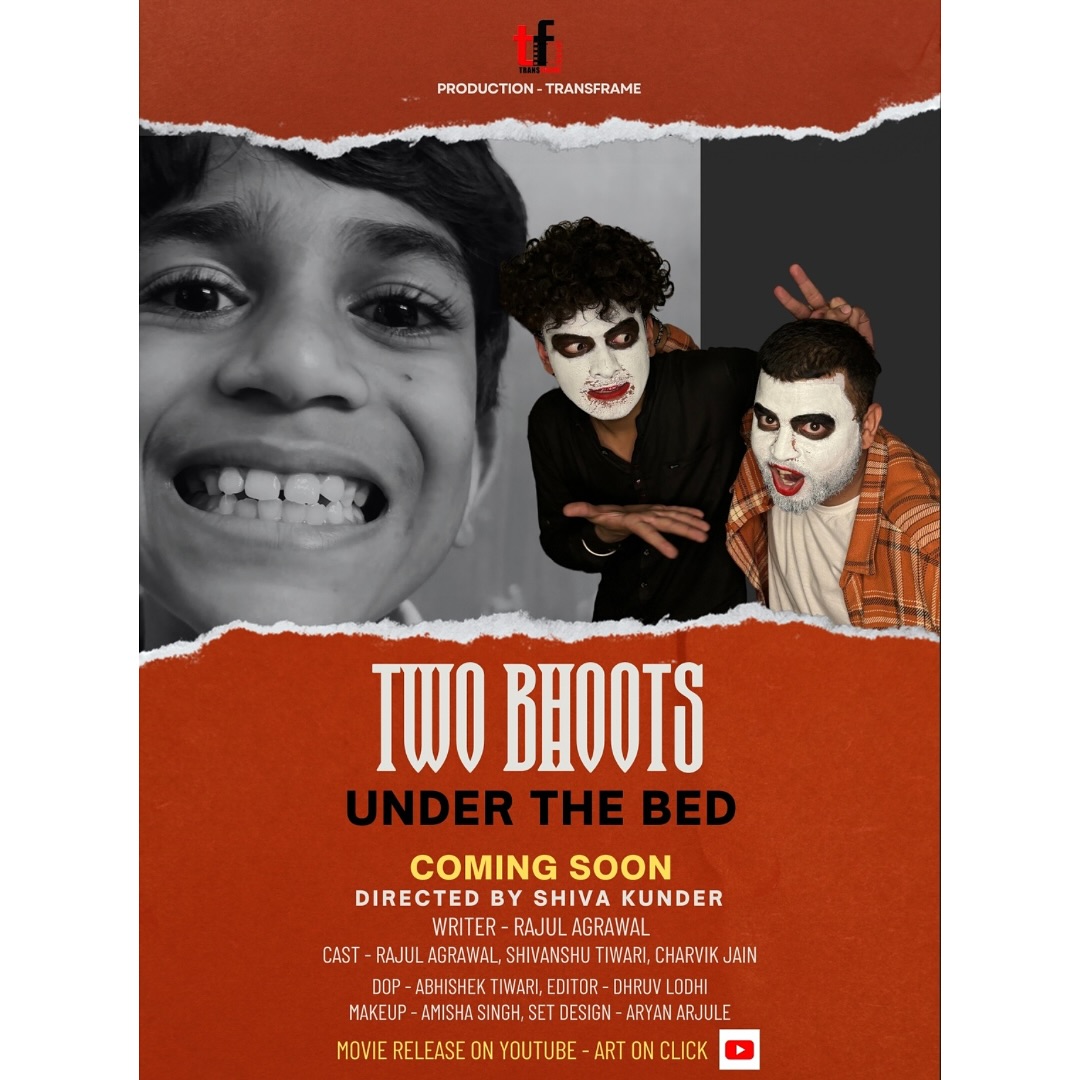 tf
TRANS
PRODUCTION - TRANSFRAME
TWO BHOOTS
UNDER THE BED
COMING SOON
DIRECTED BY SHIVA KUNDER
WRITER - RAJUL AGRAWAL
CAST - RAJUL AGRAWAL, SHIVANSHU TIWARI, CHARVIK JAIN
DOP - ABHISHEK TIWARI, EDITOR - DHRUV LODHI
MAKEUP - AMISHA SINGH, SET DESIGN - ARYAN ARJULE
MOVIE RELEASE ON YOUTUBE - ART ON CLICK